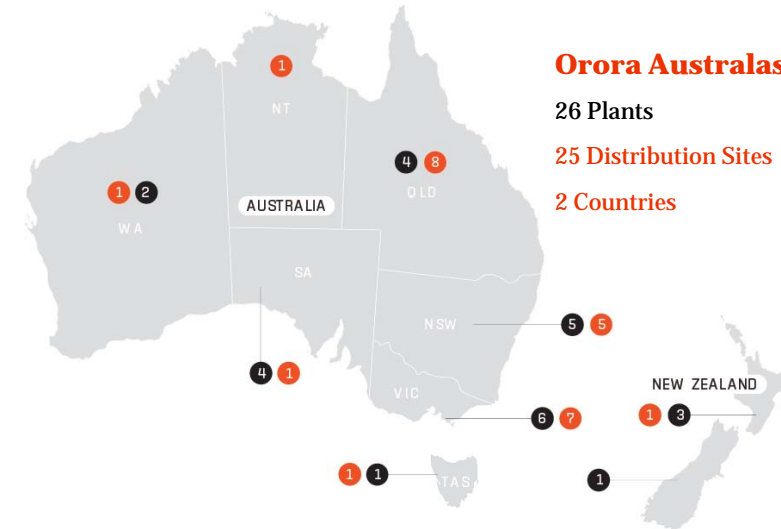 Orora Australas
26 Plants
25 Distribution Sites
2 Countries
1
NT
4 8
QLD
1 2
WA
AUSTRALIA
SA
NSW
5 5
4 1
VIC
6 7
NEW ZEALAND
1 3
1 1
TAS
1